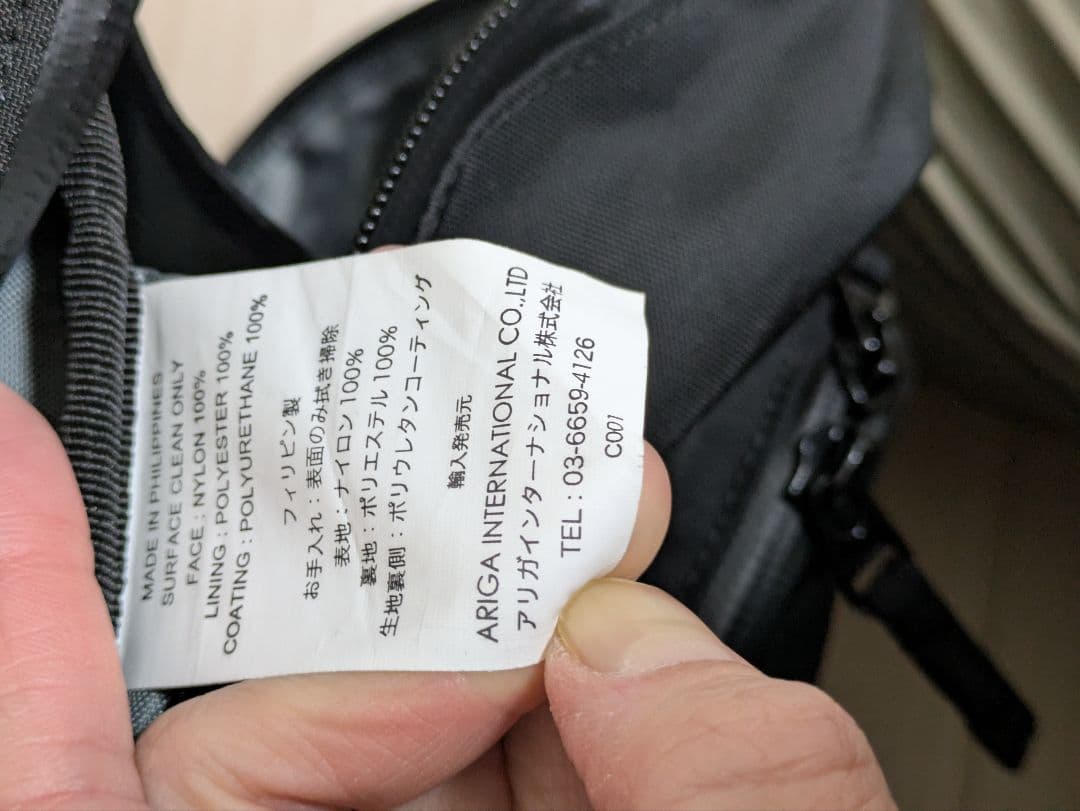 MADE IN PHILIPPINES
SURFACE CLEAN ONLY
FACE : NYLON 100%
LINING : POLYESTER 100%
COATING : POLYURETHANE 100%
フィリピン製
お手入れ : 表面のみ拭き掃除
表地 : ナイロン 100%
裏地 : ポリエステル 100%
生地裏側 : ポリウレタンコーティング
輸入発売元
ARIGA INTERNATIONAL CO.,LTD
アリガインターナショナル株式会社
TEL : 03-6659-4126
C001